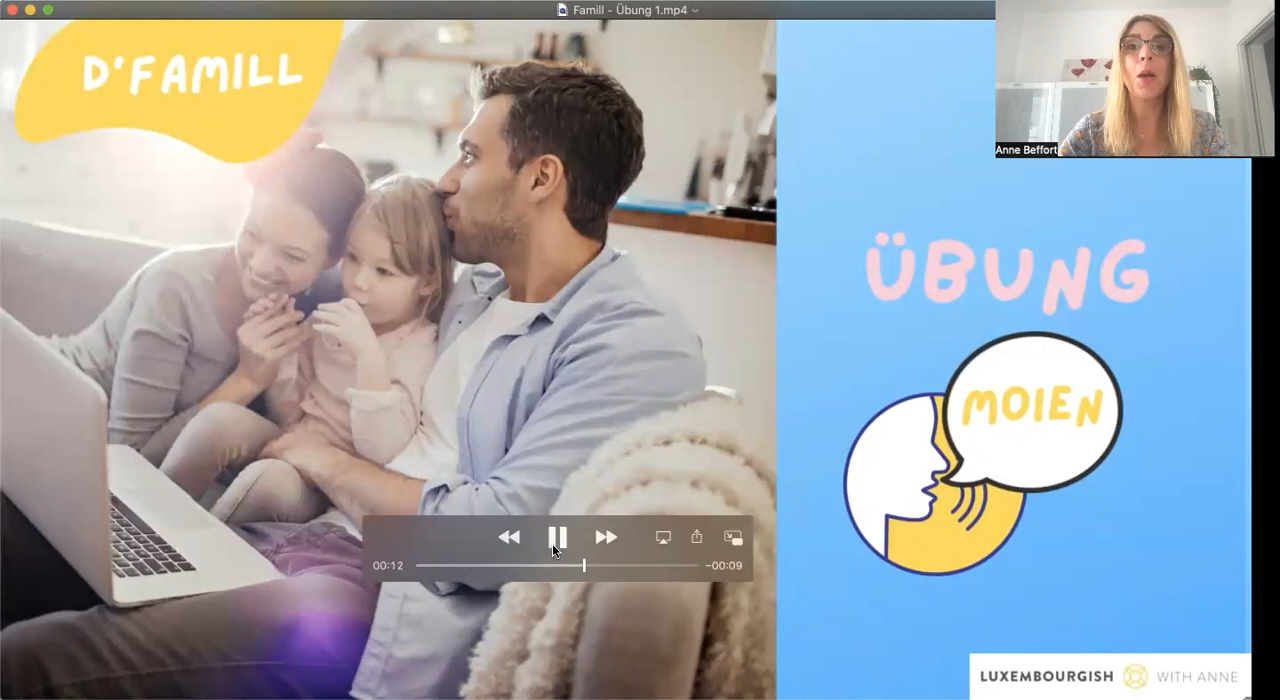 Famill - Übung 1.mp4
D'FAMILL
Anne Beffort
ÜBUNG
MOIEN
00:12
-00:09
LUXEMBOURGISH WITH ANNE